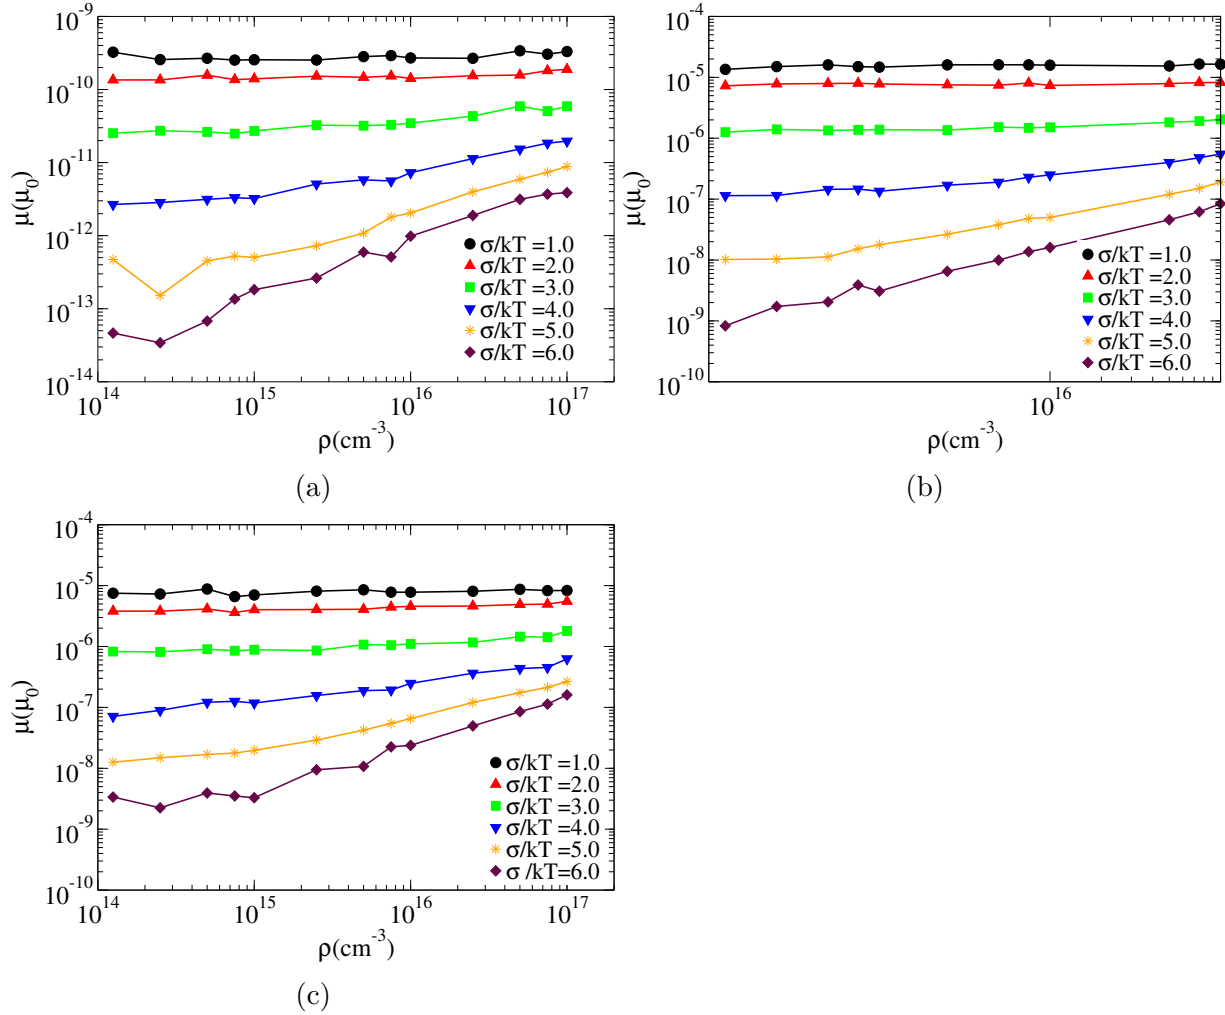 10^-9
10^-10
10^-11
10^-12
10^-13
10^-14
μ(μ_0)
σ/kT =1.0
σ/kT =2.0
σ/kT =3.0
σ/kT =4.0
σ/kT =5.0
σ/kT =6.0
10^14 10^15 10^16 10^17
ρ(cm^-3)
(a)
10^-4
10^-5
10^-6
10^-7
10^-8
10^-9
10^-10
μ(μ_0)
σ/kT =1.0
σ/kT =2.0
σ/kT =3.0
σ/kT =4.0
σ/kT =5.0
σ/kT =6.0
10^16
ρ(cm^-3)
(b)
10^-4
10^-5
10^-6
10^-7
10^-8
10^-9
10^-10
μ(μ_0)
σ/kT =1.0
σ/kT =2.0
σ/kT =3.0
σ/kT =4.0
σ/kT =5.0
σ /kT=6.0
10^14 10^15 10^16 10^17
ρ(cm^-3)
(c)